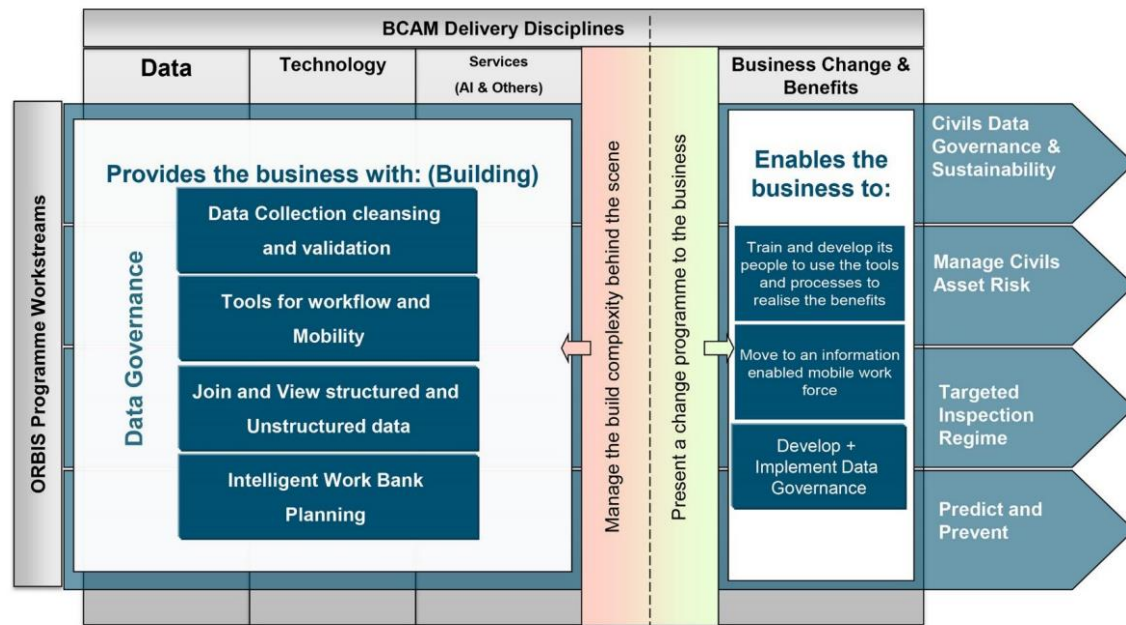 BCAM Delivery Disciplines
Data
Technology
Services
(AI & Others)
Business Change &
Benefits
ORBIS Programme Workstreams
Provides the business with: (Building)
Data Governance
Data Collection cleansing
and validation
Tools for workflow and
Mobility
Join and View structured and
Unstructured data
Intelligent Work Bank
Planning
Manage the build complexity behind the scene
Present a change programme to the business
Enables the
business to:
Train and develop its
people to use the tools
and processes to
realise the benefits
Move to an information
enabled mobile work
force
Develop +
Implement Data
Governance
Civils Data
Governance &
Sustainability
Manage Civils
Asset Risk
Targeted
Inspection
Regime
Predict and
Prevent